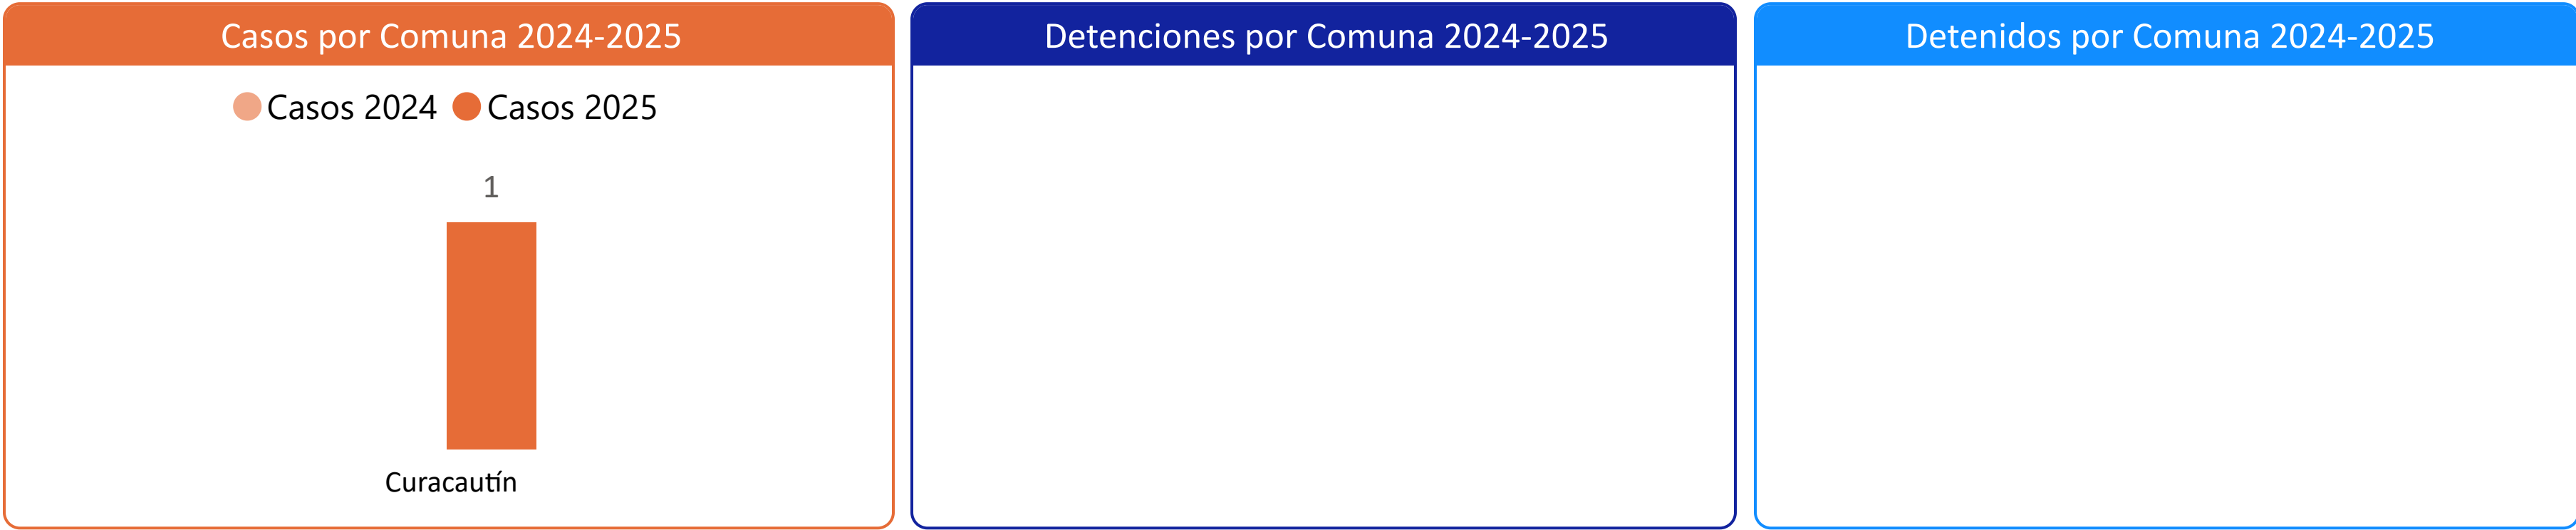 Casos por Comuna 2024-2025
Casos 2024 Casos 2025
1
Curacautín
Detenciones por Comuna 2024-2025
Detenidos por Comuna 2024-2025